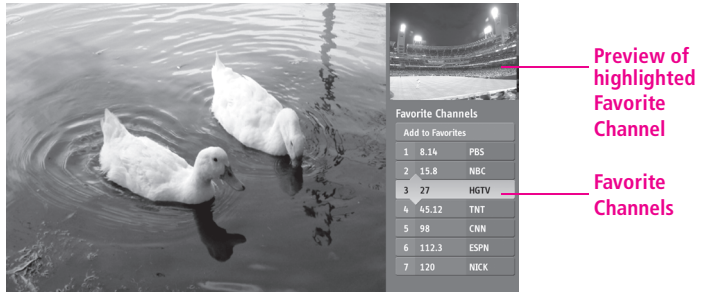 Preview of
highlighted
Favorite
Channel
Favorite Channels
Add to Favorites
1 8.14 PBS
2 15.8 NBC
3 27 HGTV
4 45.12 TNT
5 98 CNN
6 112.3 ESPN
7 120 NICK
Favorite
Channels